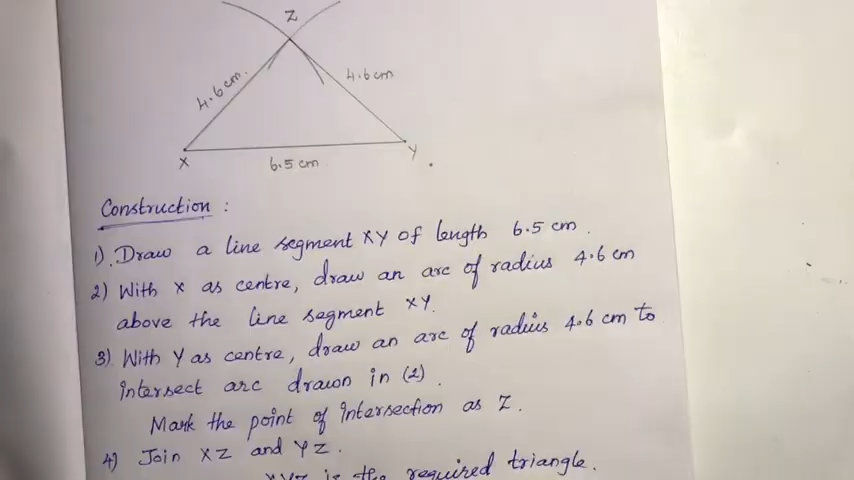 Z
4.6 cm.
4.6 cm
X
Y
6.5 cm
Construction :
1). Draw a line segment XY of length 6.5 cm.
2) With X as centre, draw an arc of radius 4.6 cm
above the line segment XY.
3) With Y as centre, draw an arc of radius 4.6 cm to
intersect arc drawn in (2).
Mark the point of intersection as Z.
4) Join XZ and YZ.
XYZ is the required triangle.